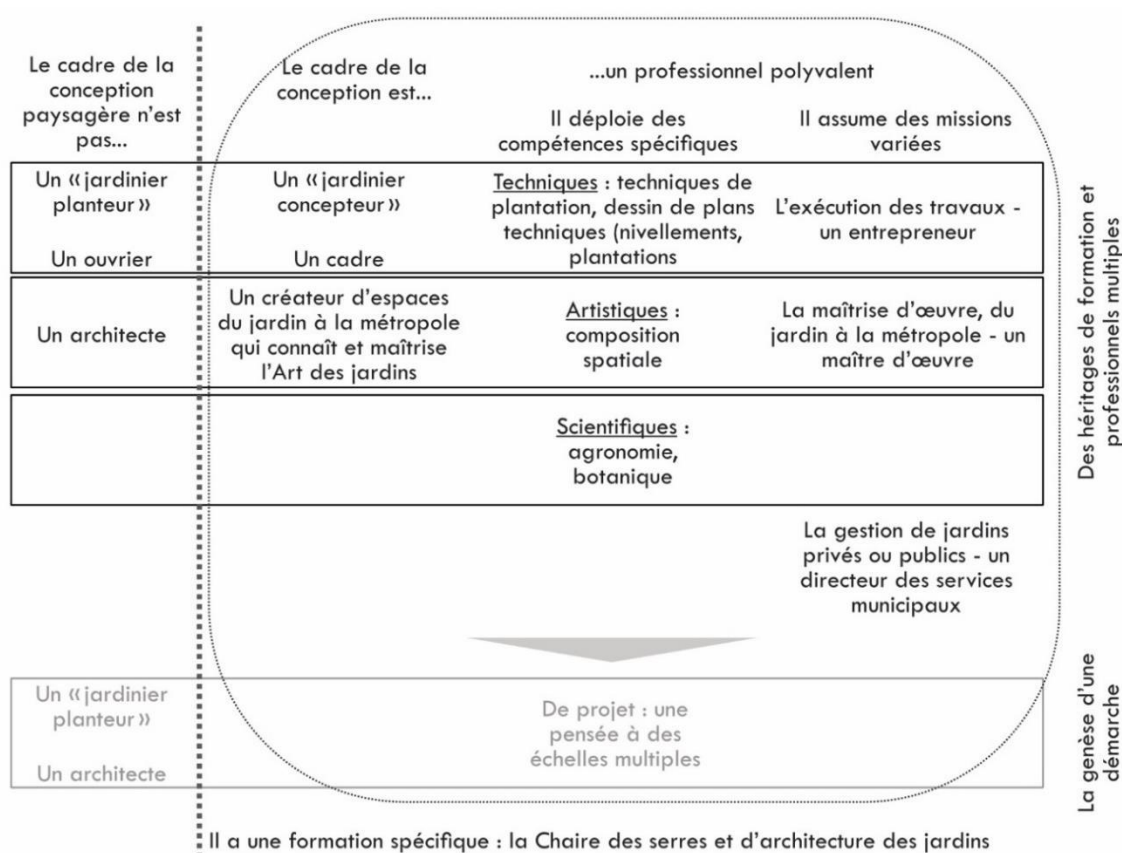 Le cadre de la
conception
paysagère n'est
pas...
Le cadre de la
conception est...
...un professionnel polyvalent
Il déploie des
compétences spécifiques
Il assume des missions
variées
Un « jardinier
planteur »
Un ouvrier
Un « jardinier
concepteur »
Un cadre
Techniques : techniques de
plantation, dessin de plans
techniques (nivellements,
plantations
L'exécution des travaux -
un entrepreneur
Un architecte
Un créateur d'espaces
du jardin à la métropole
qui connaît et maîtrise
l'Art des jardins
Artistiques :
composition
spatiale
La maîtrise d'œuvre, du
jardin à la métropole - un
maître d'œuvre
Scientifiques :
agronomie,
botanique
La gestion de jardins
privés ou publics - un
directeur des services
municipaux
Des héritages de formation et
professionnels multiples
Un « jardinier
planteur »
Un architecte
De projet : une
pensée à des
échelles multiples
La genèse d'une
démarche
Il a une formation spécifique : la Chaire des serres et d'architecture des jardins